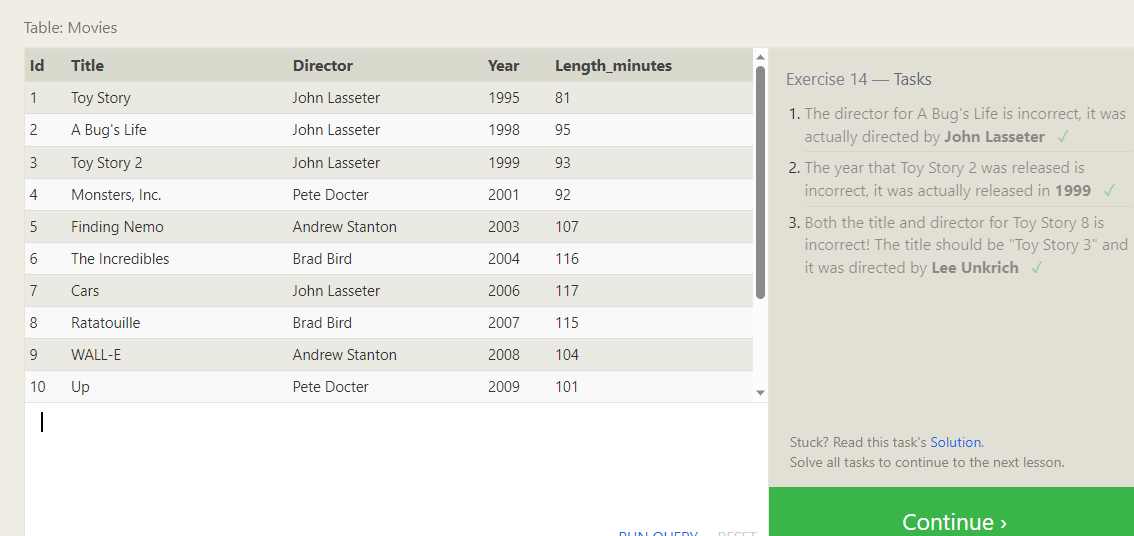 Table: Movies
Id Title Director Year Length_minutes
1 Toy Story John Lasseter 1995 81
2 A Bug's Life John Lasseter 1998 95
3 Toy Story 2 John Lasseter 1999 93
4 Monsters, Inc. Pete Docter 2001 92
5 Finding Nemo Andrew Stanton 2003 107
6 The Incredibles Brad Bird 2004 116
7 Cars John Lasseter 2006 117
8 Ratatouille Brad Bird 2007 115
9 WALL-E Andrew Stanton 2008 104
10 Up Pete Docter 2009 101
RUN QUERY RESET
Exercise 14 — Tasks
1. The director for A Bug's Life is incorrect, it was
actually directed by John Lasseter ✓
2. The year that Toy Story 2 was released is
incorrect, it was actually released in 1999 ✓
3. Both the title and director for Toy Story 8 is
incorrect! The title should be "Toy Story 3" and
it was directed by Lee Unkrich ✓
Stuck? Read this task's Solution.
Solve all tasks to continue to the next lesson.
Continue ›